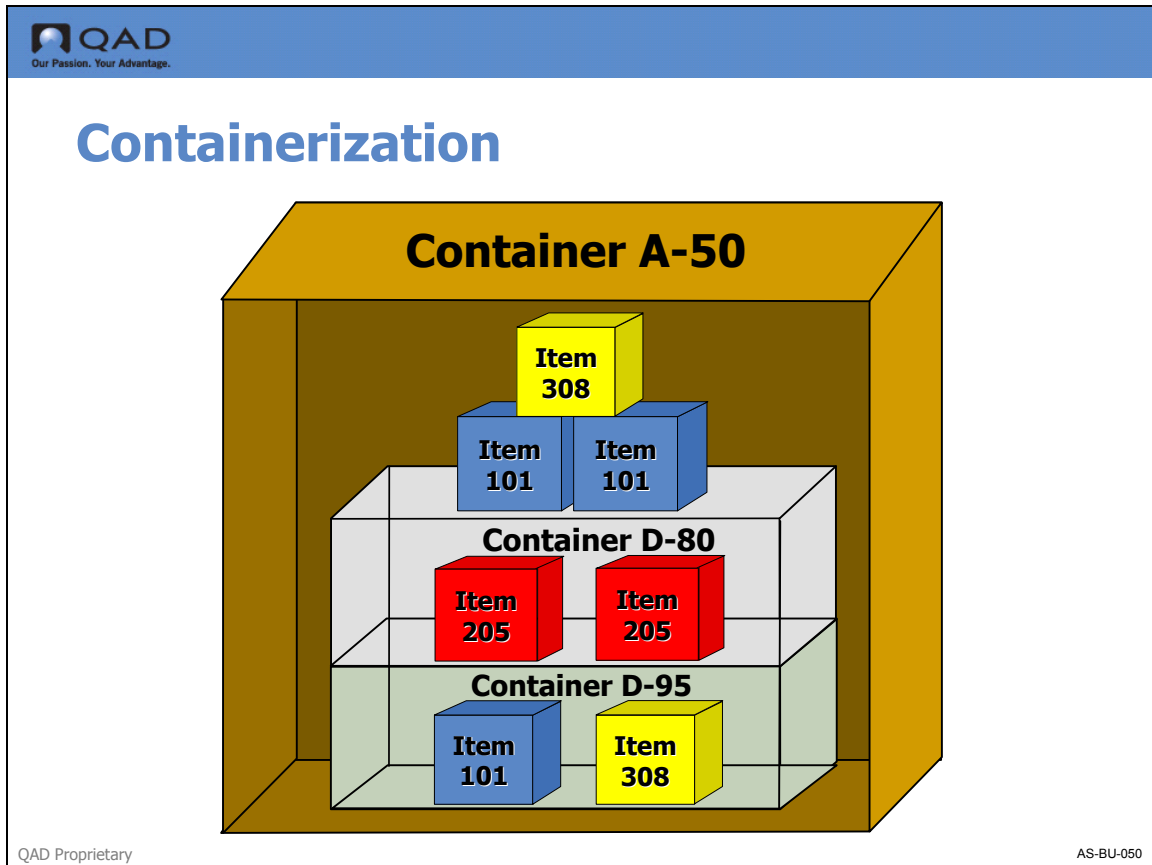 QAD
Our Passion. Your Advantage.
Containerization
Container A-50
Item
308
Item
101
Item
101
Container D-80
Item
205
Item
205
Container D-95
Item
101
Item
308
QAD Proprietary
AS-BU-050